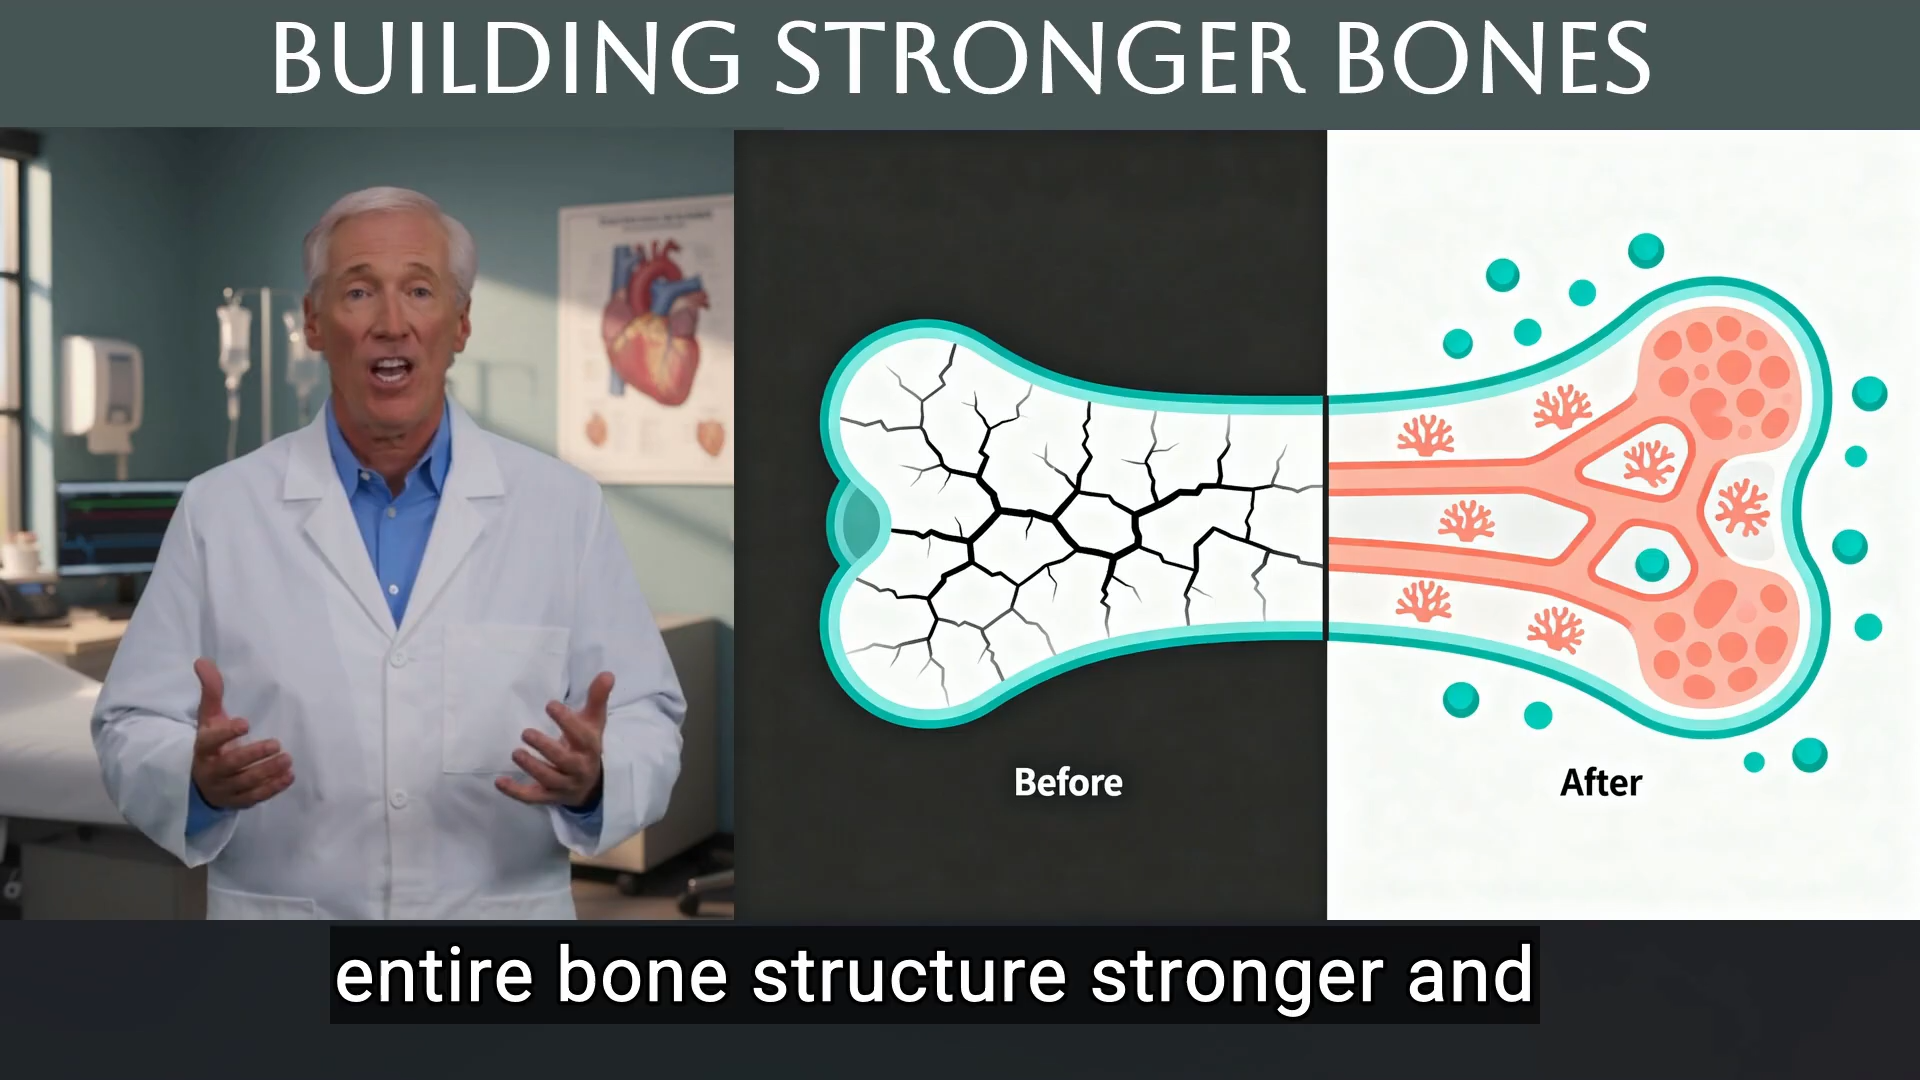 BUILDING STRONGER BONES
Before
After
entire bone structure stronger and